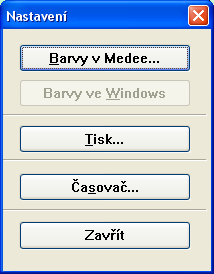 Nastavení
Barvy v Medee...
Barvy ve Windows
Tisk...
Časovač...
Zavřít